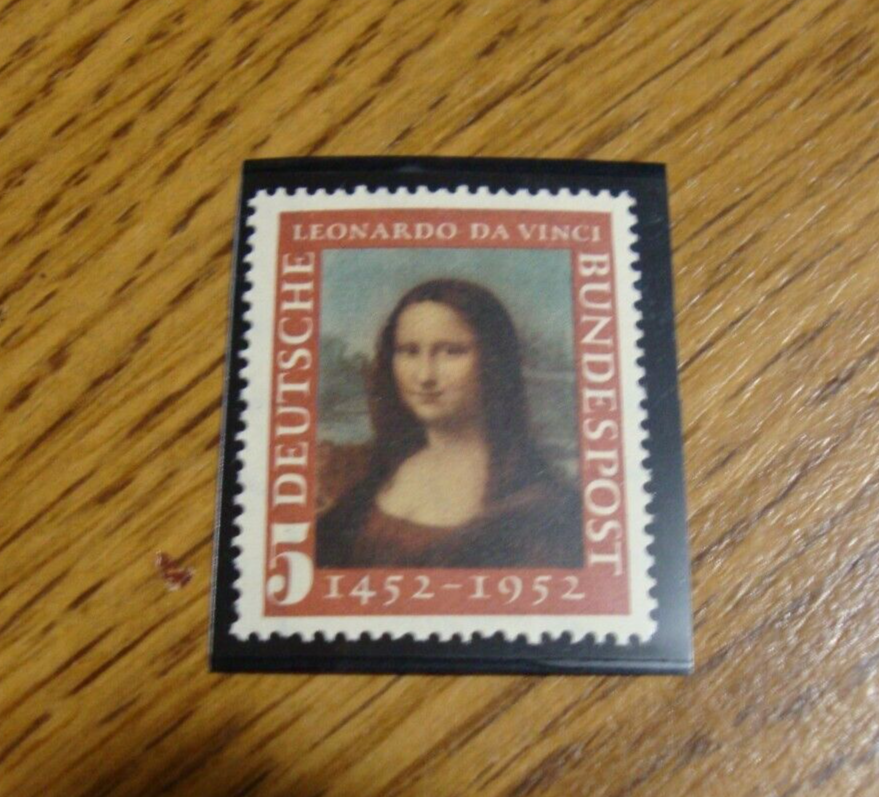 LEONARDO DA VINCI
DEUTSCHE
BUNDESPOST
5
1452-1952